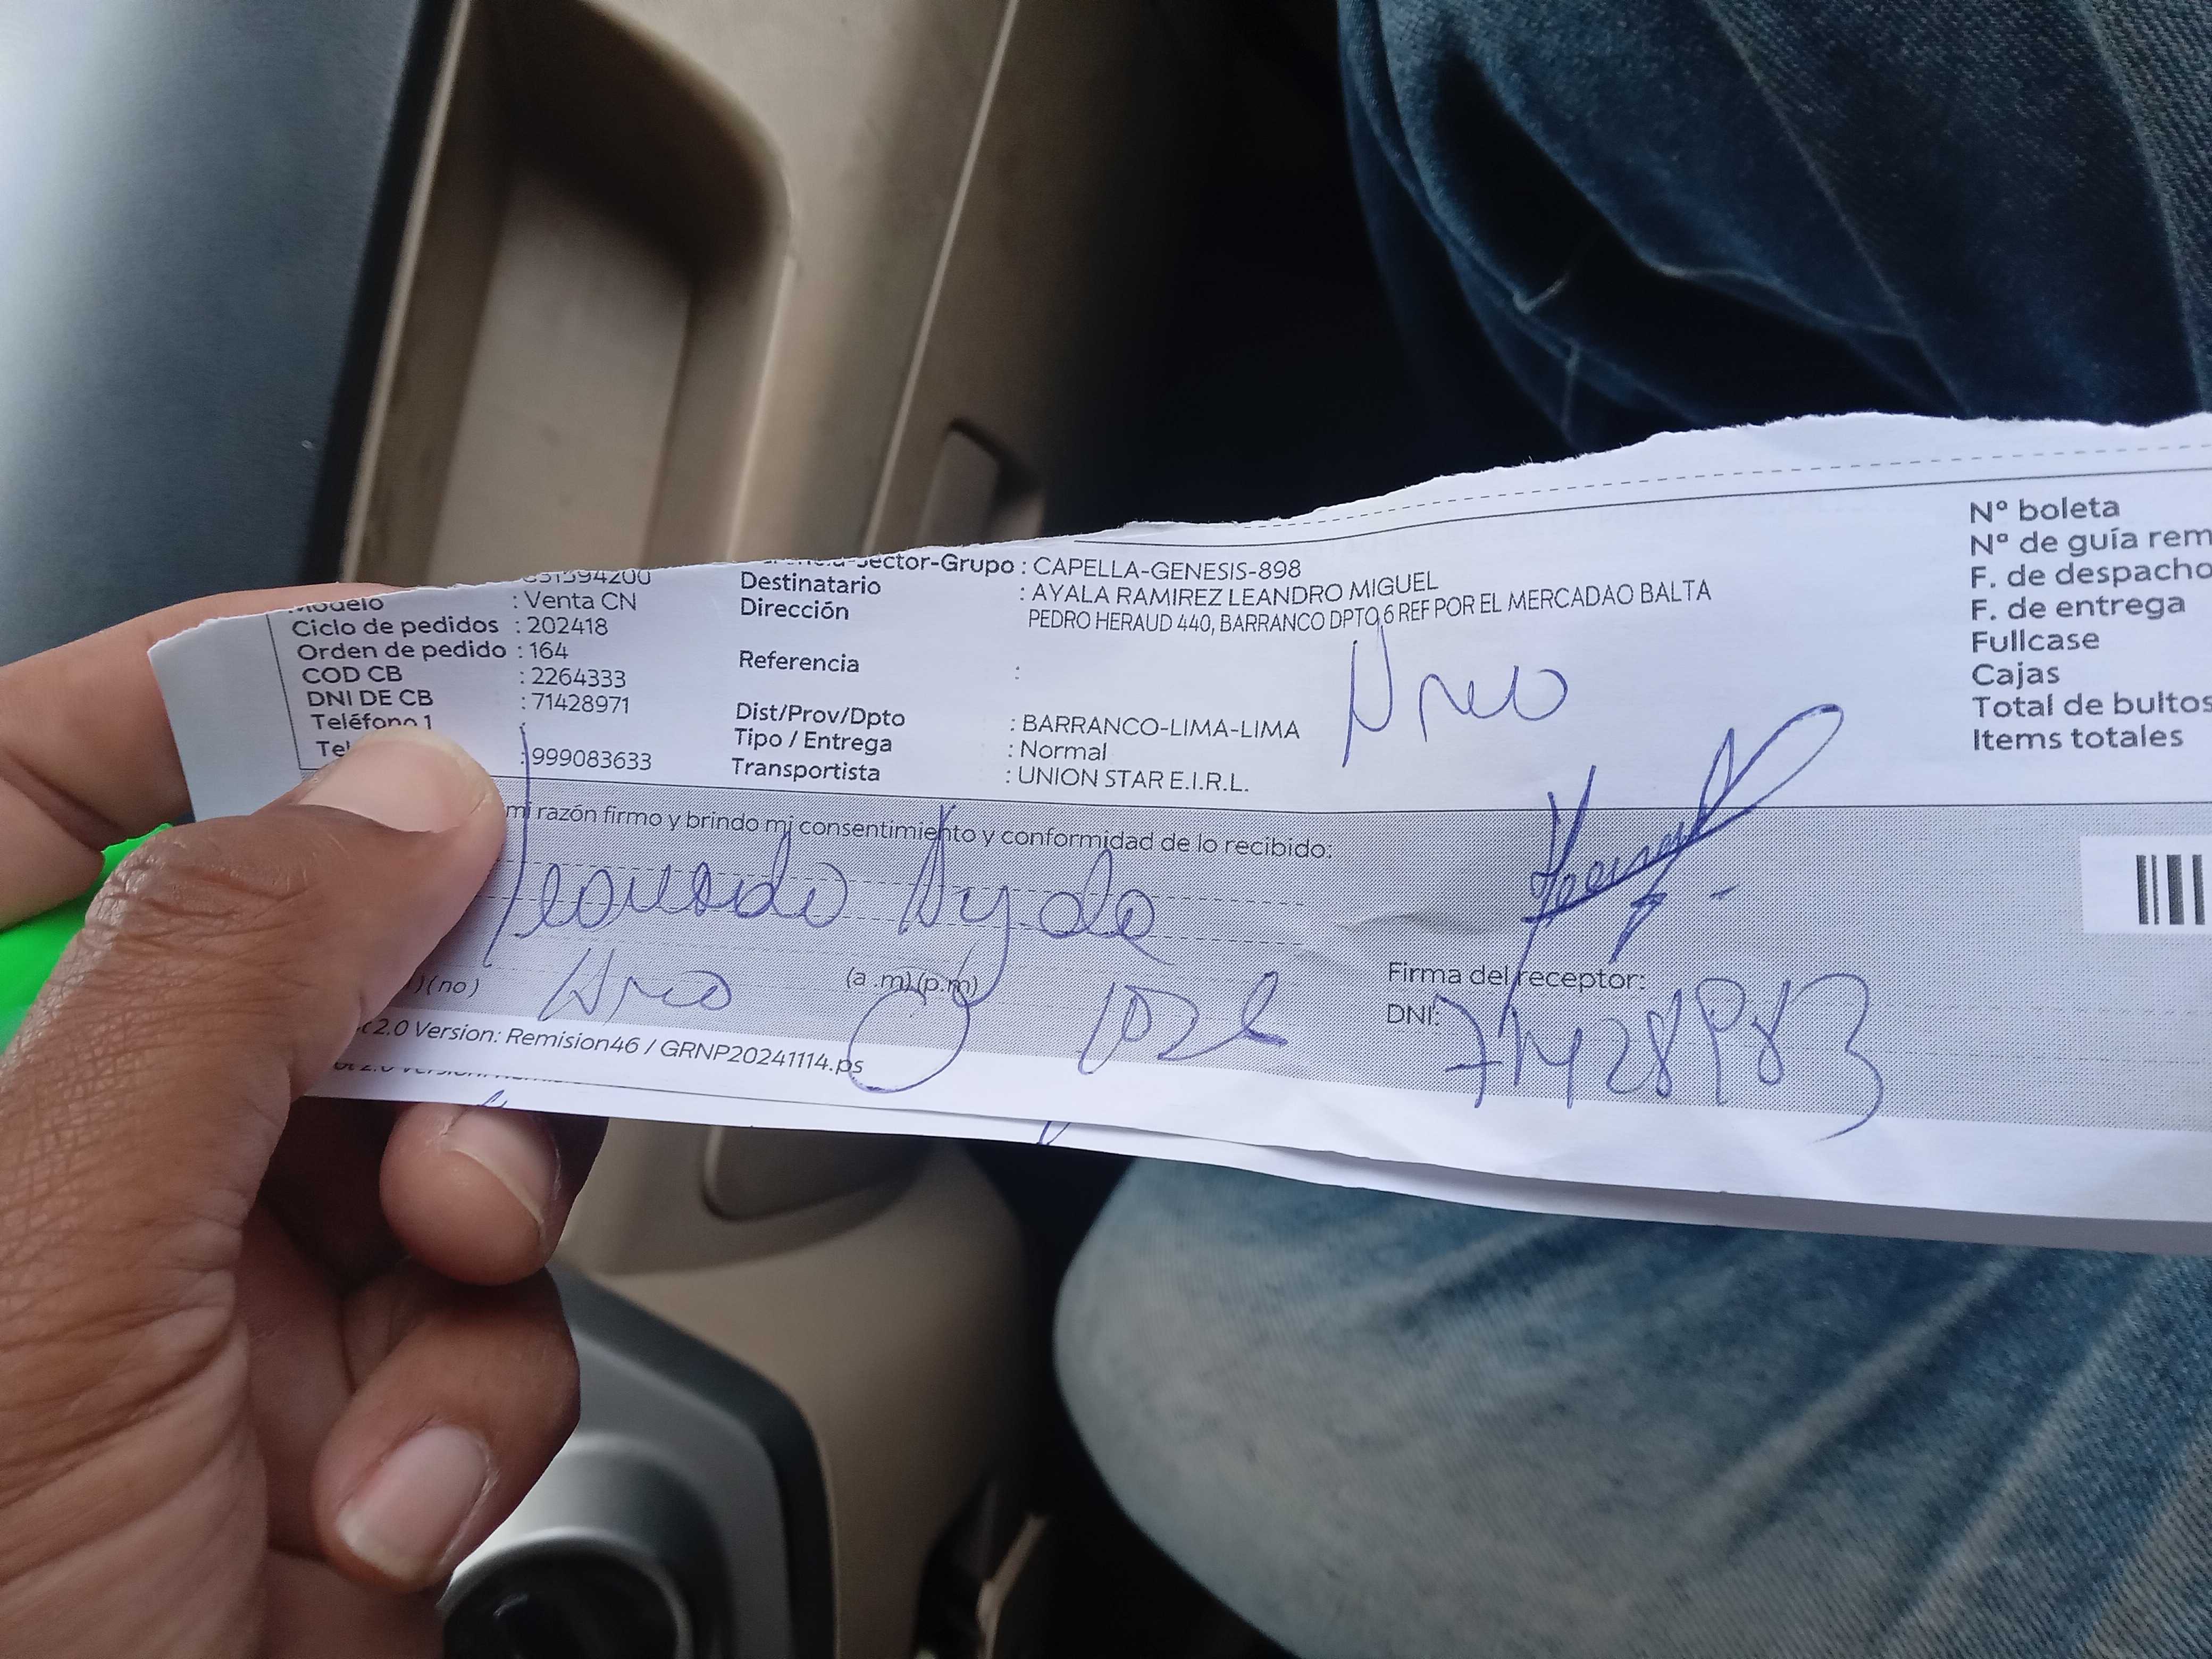 Sector-Grupo : CAPELLA-GENESIS-898
Destinatario : AYALA RAMIREZ LEANDRO MIGUEL
Dirección PEDRO HERAUD 440, BARRANCO DPTO 6 REF POR EL MERCADAO BALTA
Referencia :
Dist/Prov/Dpto : BARRANCO-LIMA-LIMA
Tipo / Entrega : Normal
Transportista : UNION STAR E.I.R.L.
Modelo : Venta CN
Ciclo de pedidos : 202418
Orden de pedido : 164
COD CB : 2264333
DNI DE CB : 71428971
Teléfono 1
: 999083633
Nº boleta
Nº de guía rem
F. de despacho
F. de entrega
Fullcase
Cajas
Total de bultos
Items totales
mi razón firmo y brindo mi consentimiento y conformidad de lo recibido:
Ayala
(no) (a.m) (p.m)
Firma del receptor:
DNI: 71428983
2.0 Version: Remision46 / GRNP20241114.ps